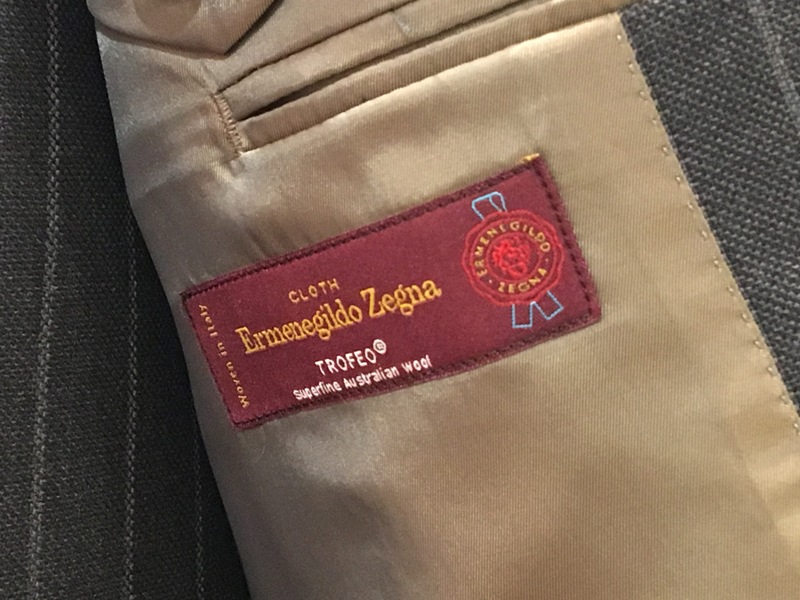 Woven in Italy
CLOTH
Ermenegildo Zegna
TROFEO®
Superfine Australian Wool
ERMENEGILDO
· ZEGNA ·